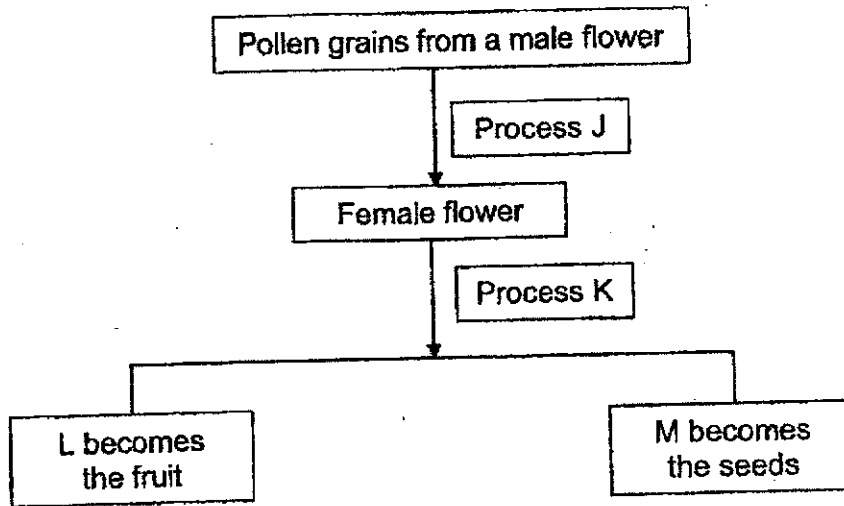 Pollen grains from a male flower
Process J
Female flower
Process K
L becomes
the fruit
M becomes
the seeds